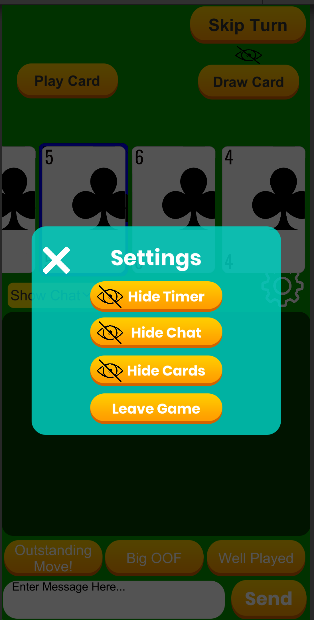 Skip Turn
Play Card
Draw Card
5
6
4
Settings
4
Show Chat
Hide Timer
Hide Chat
Hide Cards
Leave Game
Outstanding
Move!
Big OOF
Well Played
Enter Message Here...
Send